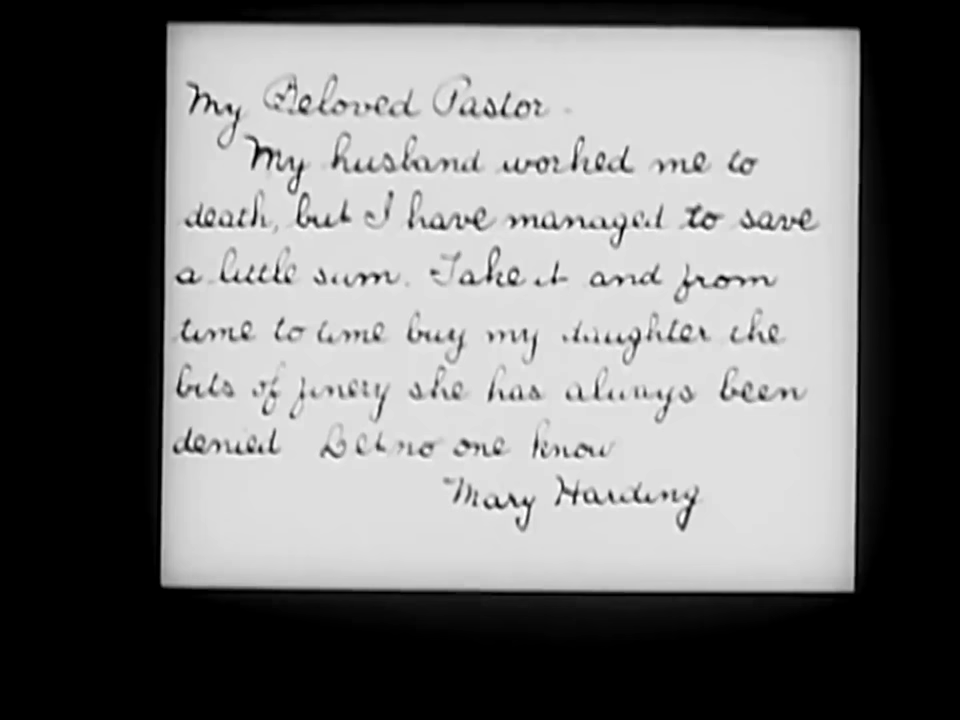 My Beloved Pastor -
My husband worked me to
death, but I have managed to save
a little sum. Take it and from
time to time buy my daughter the
bits of finery she has always been
denied Let no one know
Mary Harding